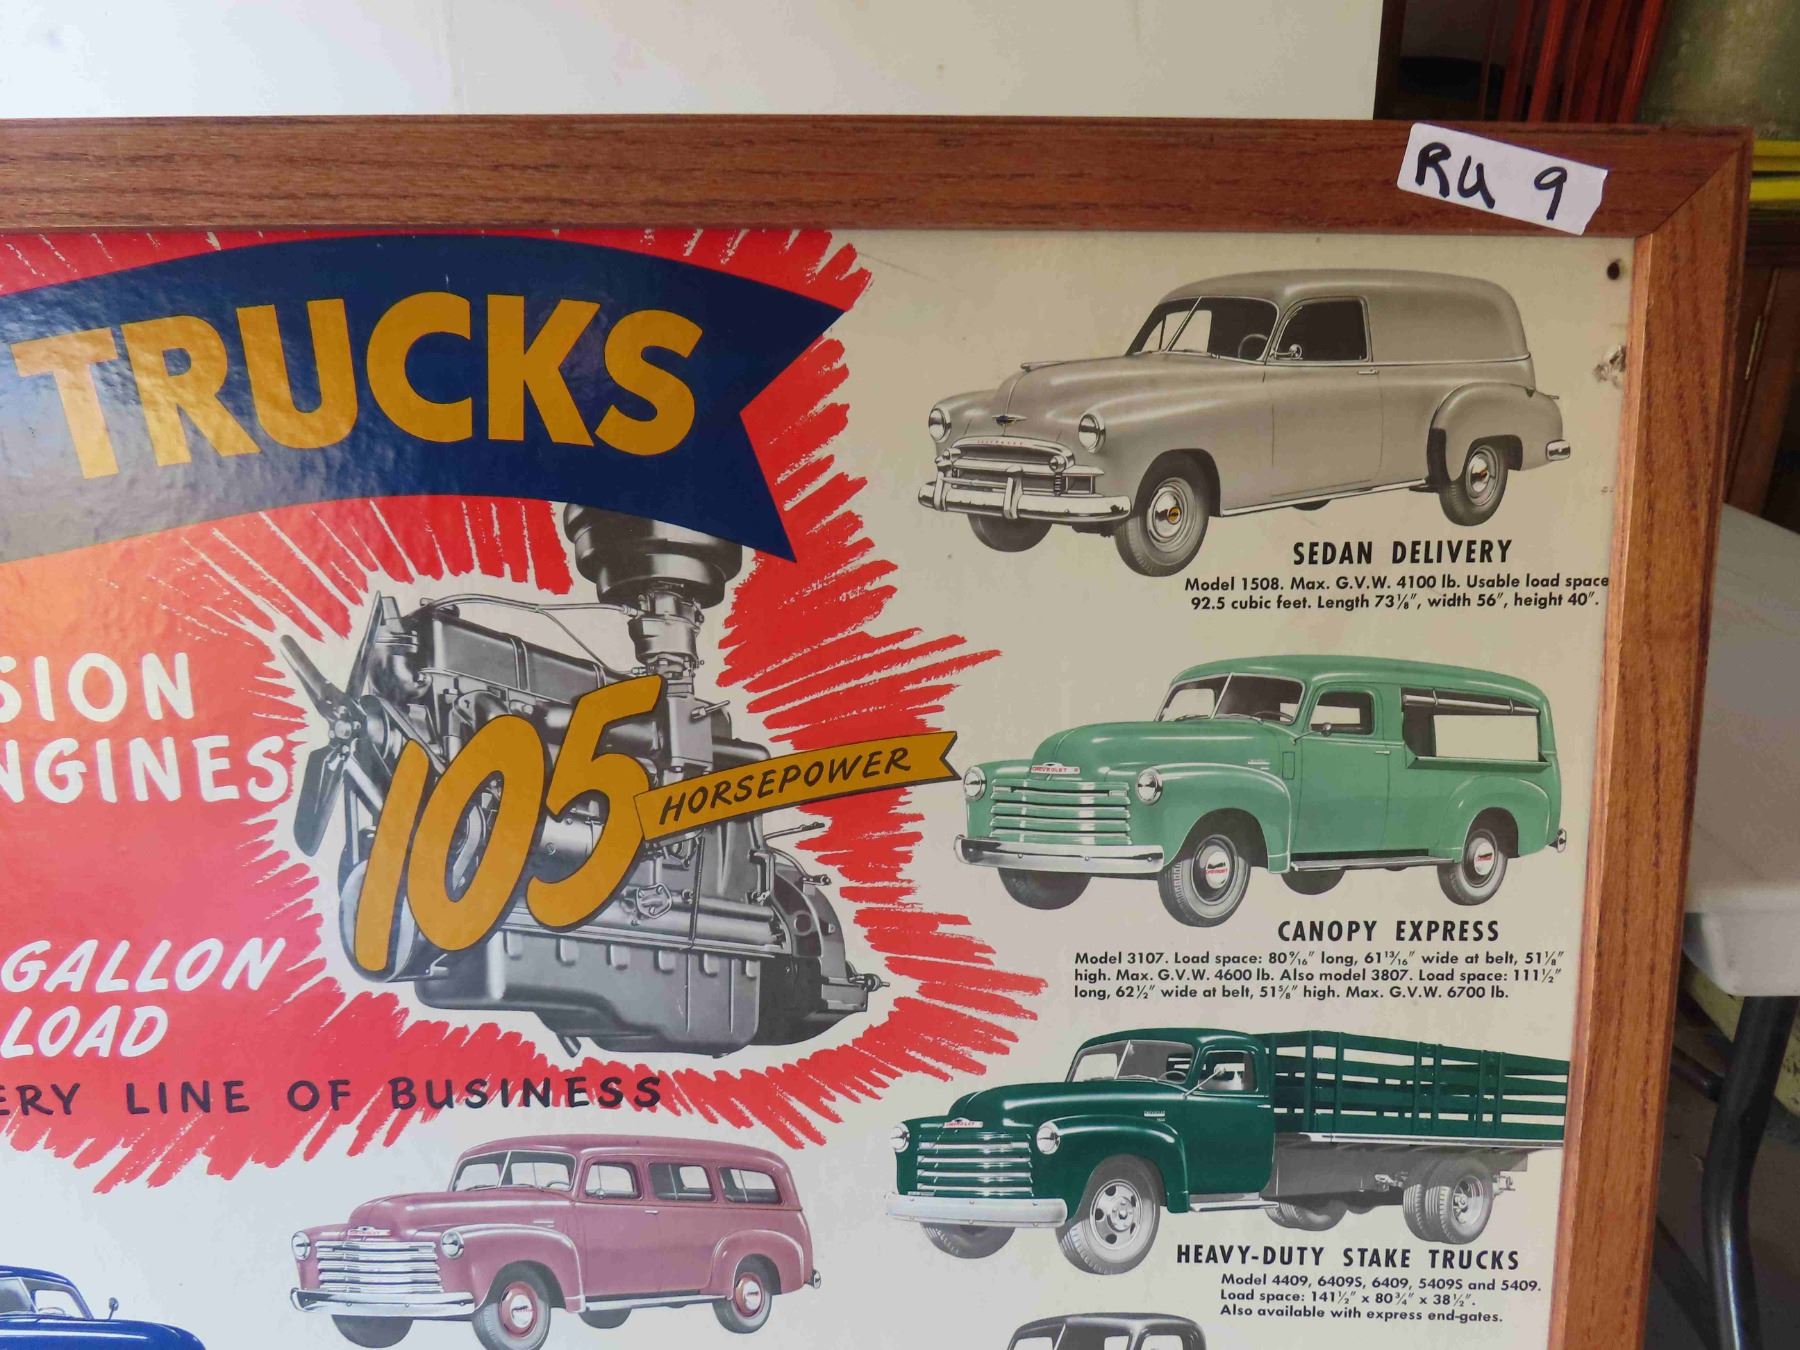 RU 9
TRUCKS
SION
NGINES
105
HORSEPOWER
GALLON
LOAD
ERY LINE OF BUSINESS
SEDAN DELIVERY
Model 1508. Max. G.V.W. 4100 lb. Usable load space
92.5 cubic feet. Length 73⅛", width 56", height 40".
CHEVROLET
CANOPY EXPRESS
Model 3107. Load space: 80⁹⁄₁₆" long, 61¹³⁄₁₆" wide at belt, 51⅛"
high. Max. G.V.W. 4600 lb. Also model 3807. Load space: 111½"
long, 62½" wide at belt, 51⅝" high. Max. G.V.W. 6700 lb.
HEAVY-DUTY STAKE TRUCKS
Model 4409, 6409S, 6409, 5409S and 5409.
Load space: 141½" x 80¾" x 38½".
Also available with express end-gates.